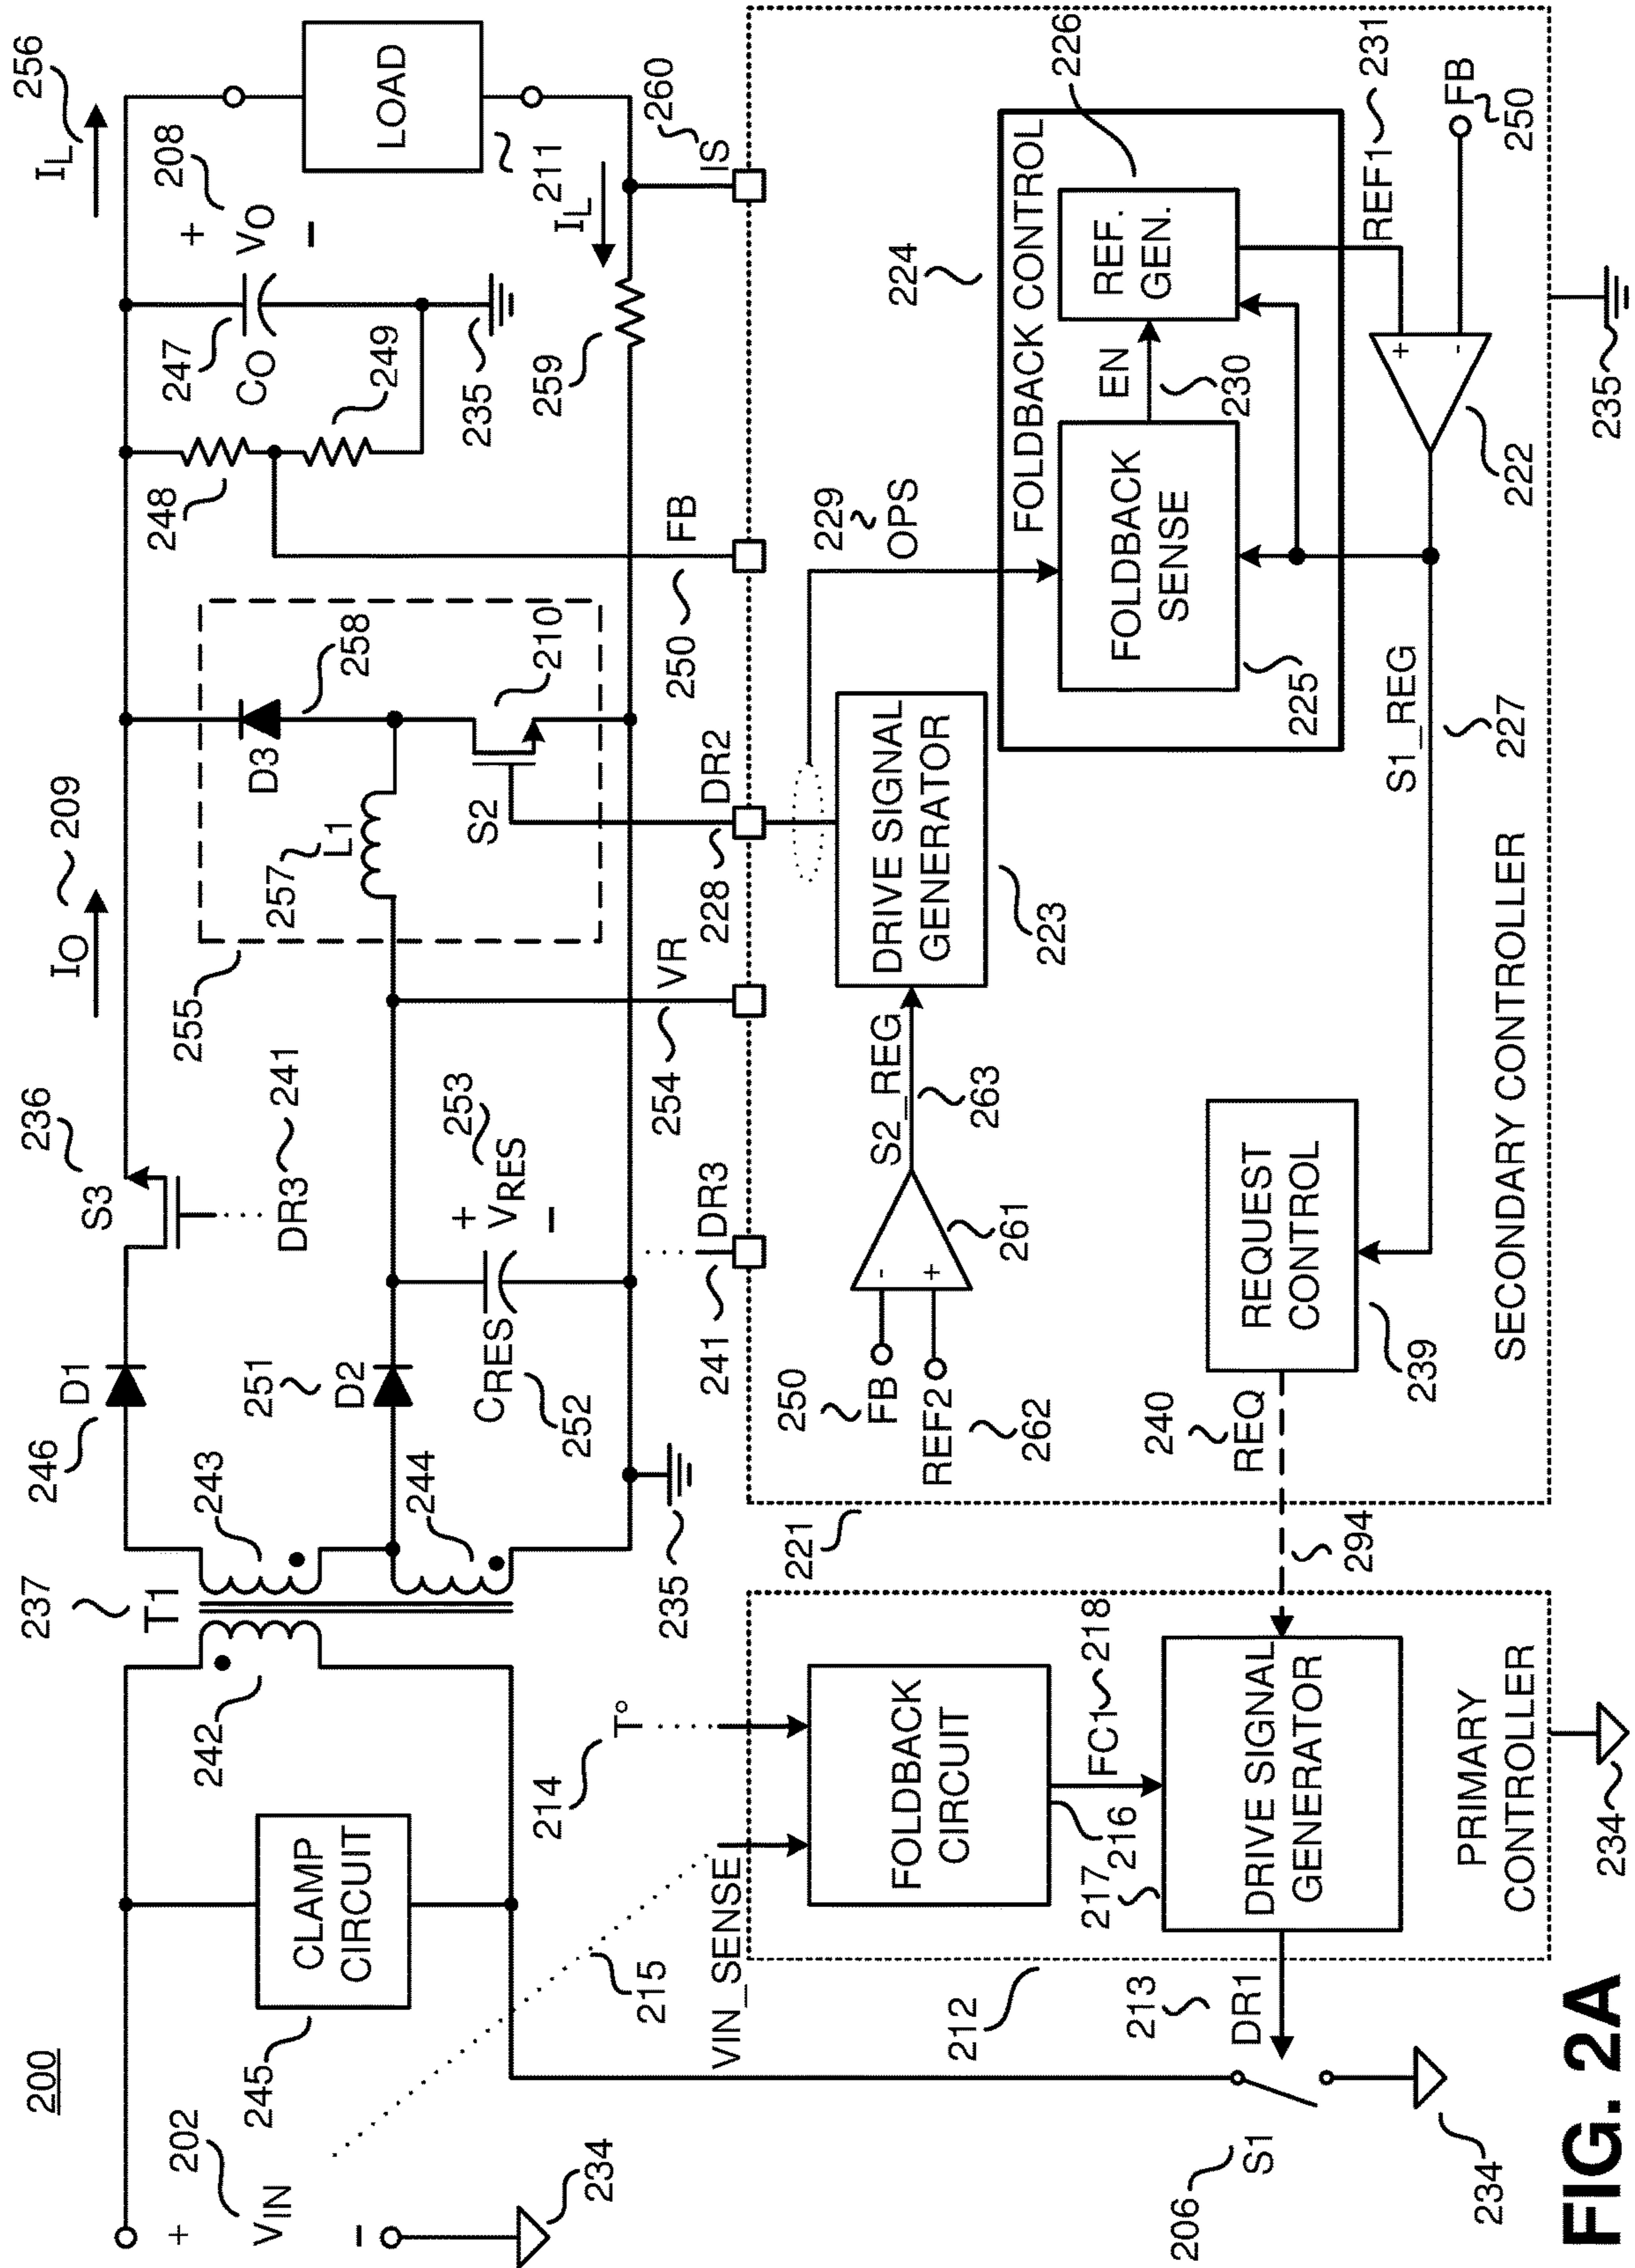 200
VIN
202
+
−
234
CLAMP
CIRCUIT
245
242
T1
237
243
244
D1
246
D2
251
CRES
252
+
VRES
−
253
S3
236
DR3
241
IO
209
255
257
L1
D3
258
S2
210
248
249
CO
247
+
VO
−
208
235
IL
256
LOAD
211
IL
259
235
241
DR3
254
VR
228
DR2
250
FB
IS
260
VIN_SENSE
215
T°
214
FOLDBACK
CIRCUIT
216
FC1
218
217
DRIVE SIGNAL
GENERATOR
PRIMARY
CONTROLLER
212
213
DR1
206
S1
234
234
221
250
FB
REF2
262
-
+
261
S2_REG
263
DRIVE SIGNAL
GENERATOR
223
229
OPS
224
FOLDBACK CONTROL
FOLDBACK
SENSE
225
EN
230
REF.
GEN.
226
REF1
231
FB
250
+
-
222
S1_REG
227
REQUEST
CONTROL
239
240
REQ
294
SECONDARY CONTROLLER
235
FIG. 2A